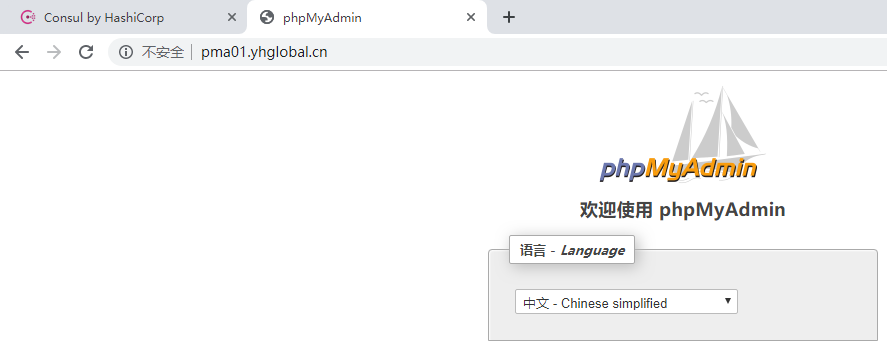 Consul by HashiCorp
phpMyAdmin
不安全
pma01.yhglobal.cn
phpMyAdmin
欢迎使用 phpMyAdmin
语言 - Language
中文 - Chinese simplified